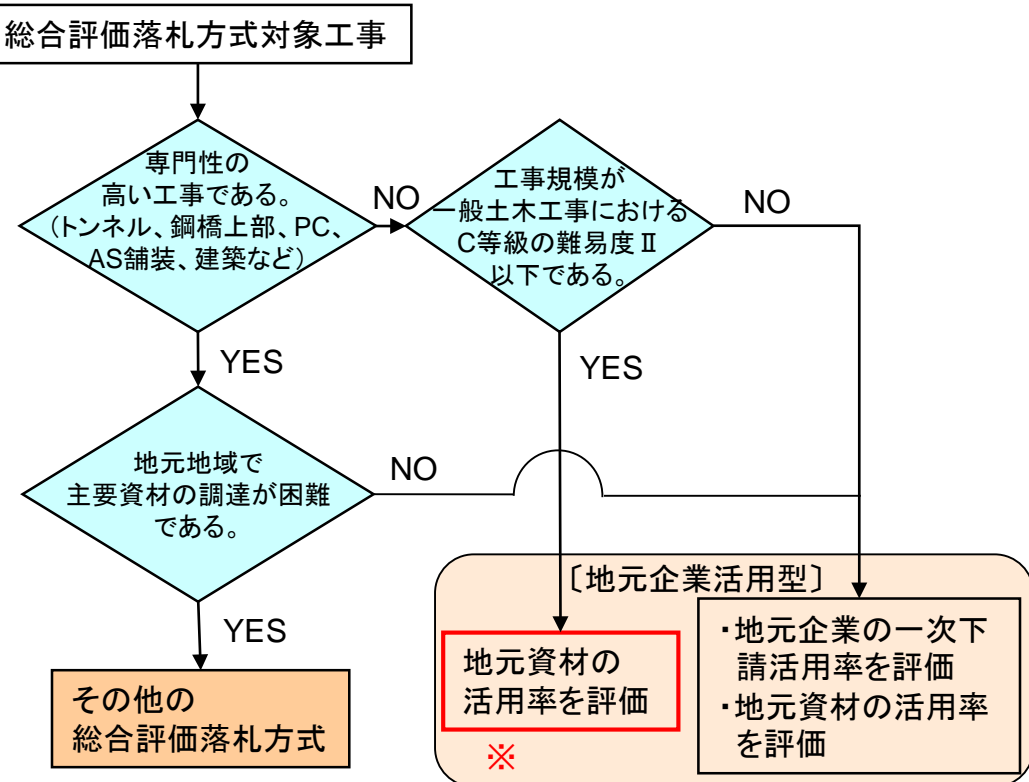 総合評価落札方式対象工事
専門性の
高い工事である。
(トンネル、鋼橋上部、PC、
AS舗装、建築など)
NO
工事規模が
一般土木工事における
C等級の難易度Ⅱ
以下である。
NO
YES
YES
地元地域で
主要資材の調達が困難
である。
NO
YES
その他の
総合評価落札方式
〔地元企業活用型〕
地元資材の
活用率を評価
※
・地元企業の一次下
請活用率を評価
・地元資材の活用率
を評価